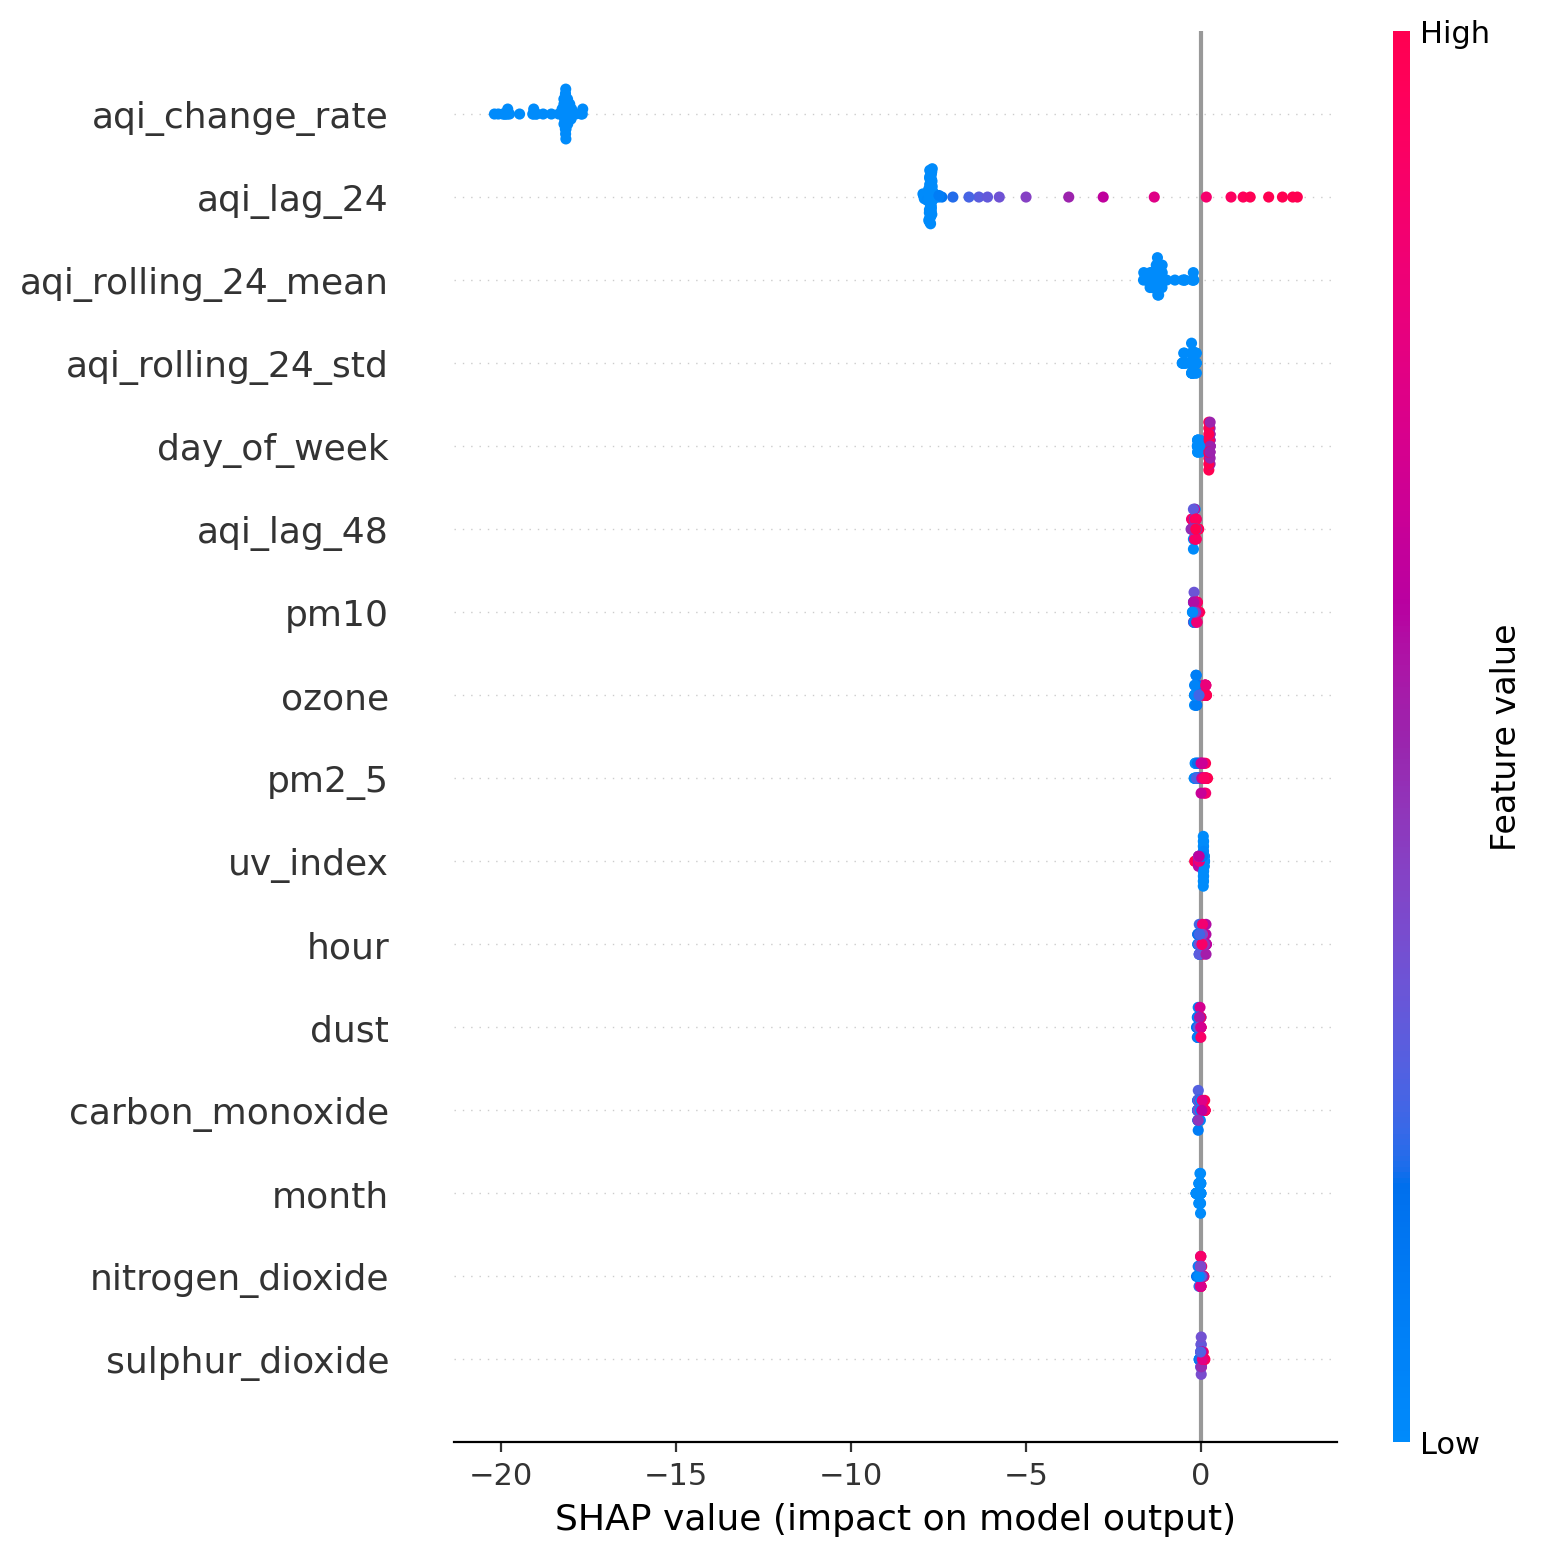 High
aqi_change_rate
aqi_lag_24
aqi_rolling_24_mean
aqi_rolling_24_std
day_of_week
aqi_lag_48
pm10
ozone
pm2_5
uv_index
hour
dust
carbon_monoxide
month
nitrogen_dioxide
sulphur_dioxide
Feature value
Low
−20 −15 −10 −5 0
SHAP value (impact on model output)